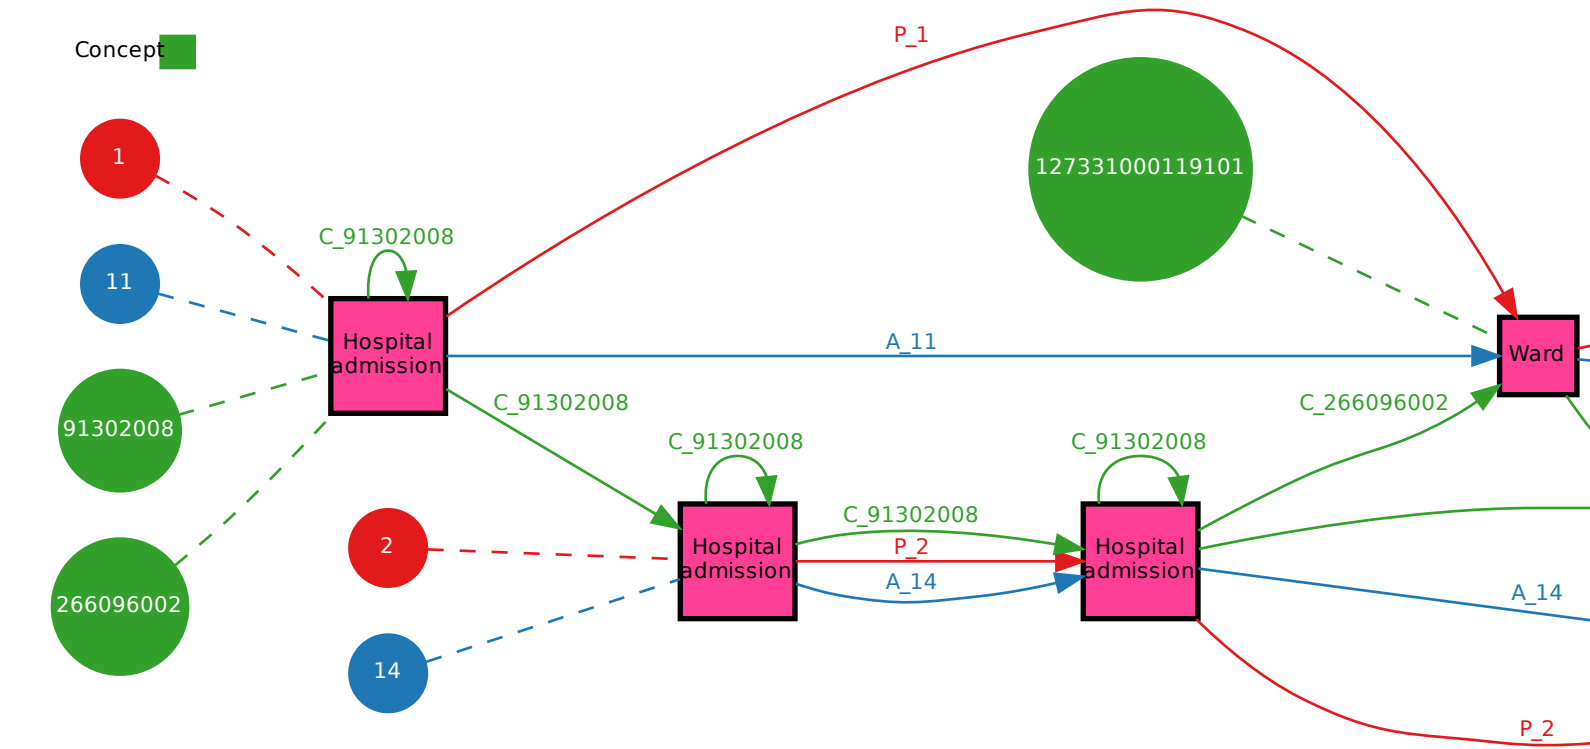 Concept
P_1
1
127331000119101
C_91302008
11
Hospital
admission
A_11
Ward
91302008
C_91302008
C_266096002
C_91302008
C_91302008
C_91302008
2
Hospital
admission
P_2
Hospital
admission
A_14
A_14
266096002
14
P_2